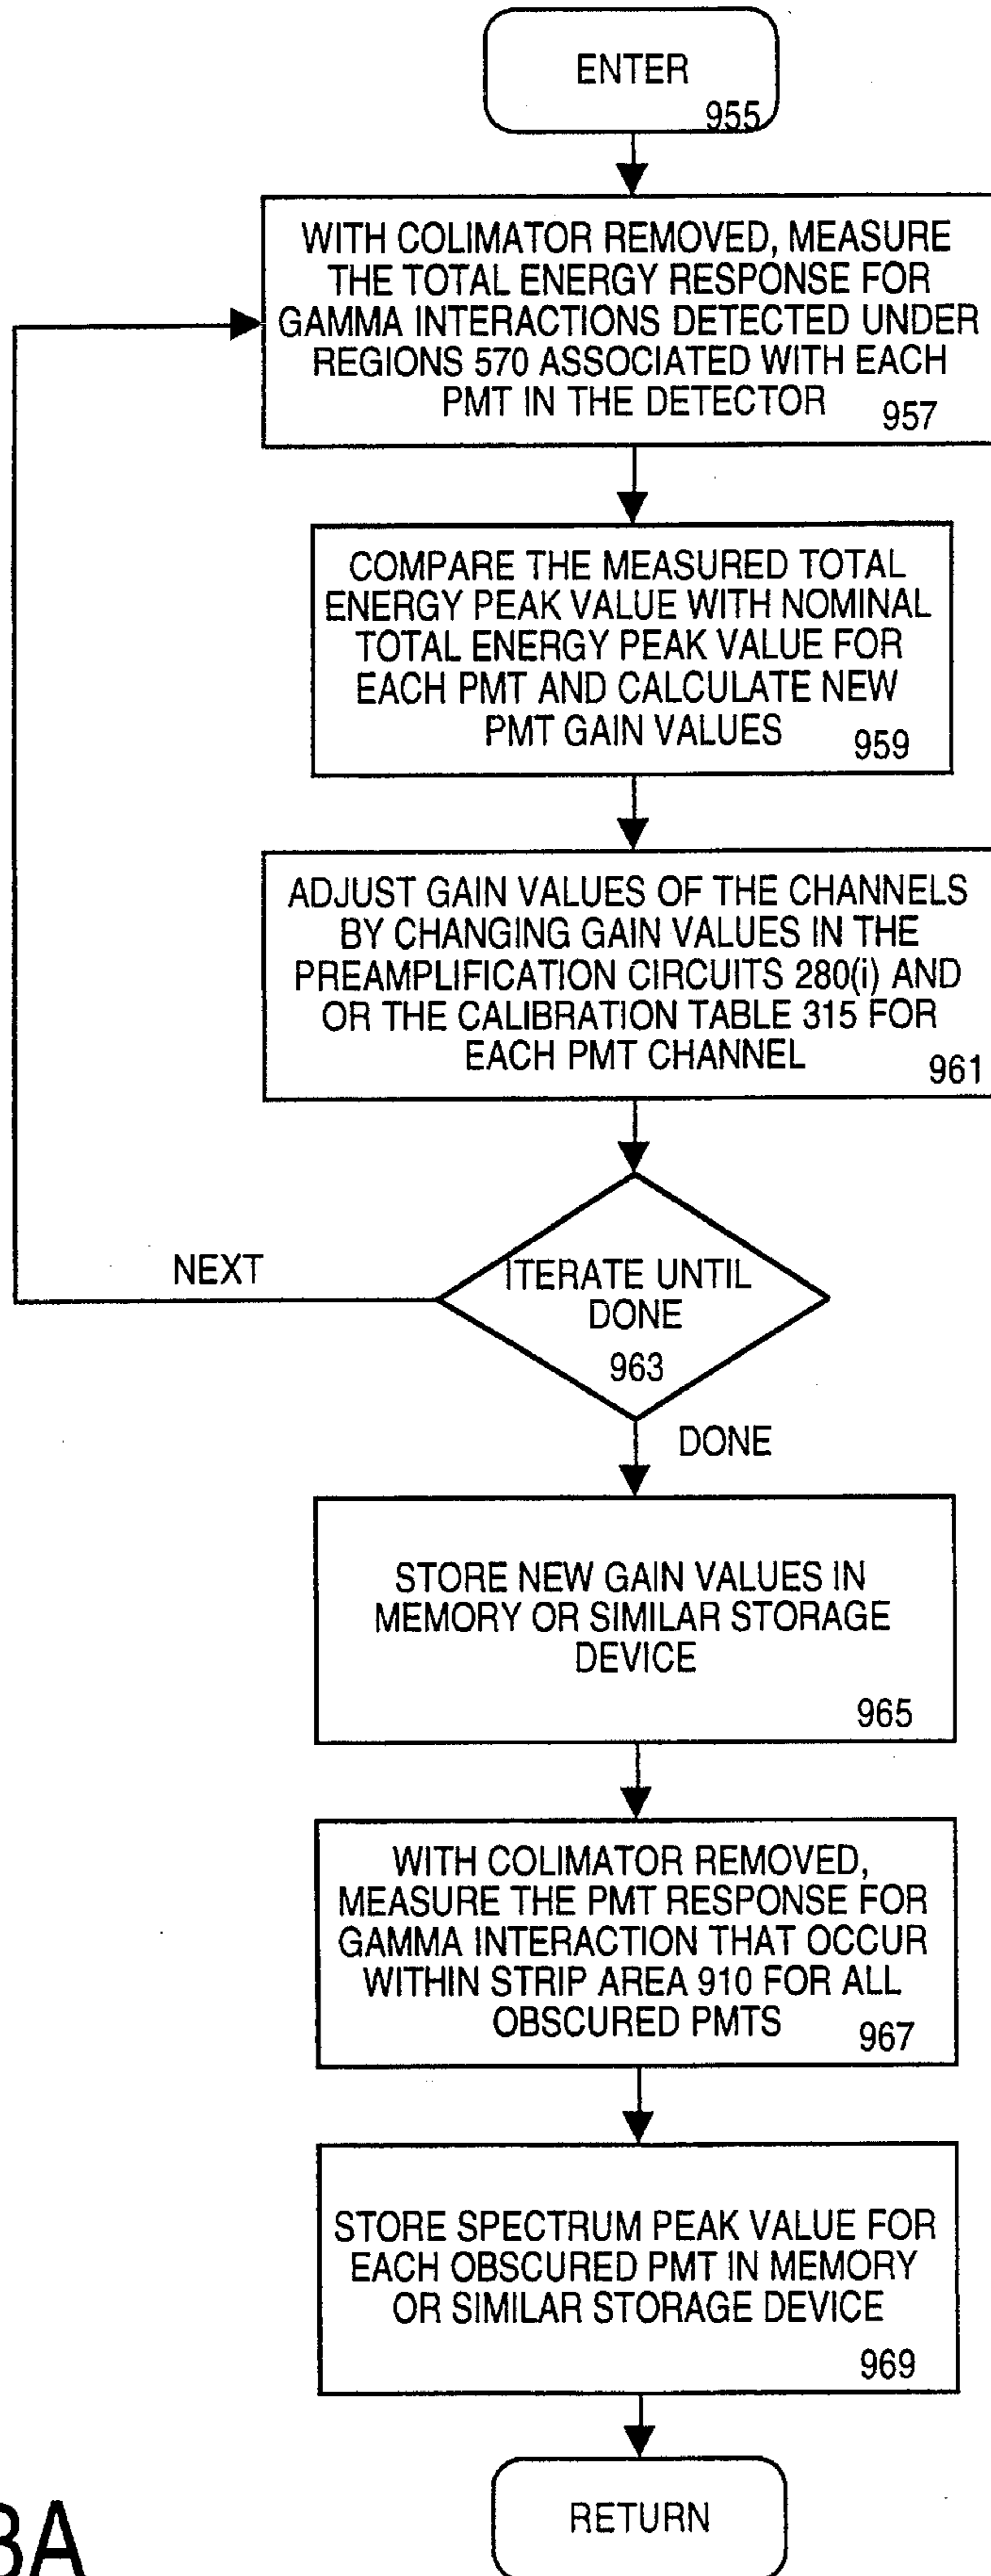 ENTER
955
WITH COLIMATOR REMOVED, MEASURE
THE TOTAL ENERGY RESPONSE FOR
GAMMA INTERACTIONS DETECTED UNDER
REGIONS 570 ASSOCIATED WITH EACH
PMT IN THE DETECTOR
957
COMPARE THE MEASURED TOTAL
ENERGY PEAK VALUE WITH NOMINAL
TOTAL ENERGY PEAK VALUE FOR
EACH PMT AND CALCULATE NEW
PMT GAIN VALUES
959
ADJUST GAIN VALUES OF THE CHANNELS
BY CHANGING GAIN VALUES IN THE
PREAMPLIFICATION CIRCUITS 280(i) AND
OR THE CALIBRATION TABLE 315 FOR
EACH PMT CHANNEL
961
NEXT
ITERATE UNTIL
DONE
963
DONE
STORE NEW GAIN VALUES IN
MEMORY OR SIMILAR STORAGE
DEVICE
965
WITH COLIMATOR REMOVED,
MEASURE THE PMT RESPONSE FOR
GAMMA INTERACTION THAT OCCUR
WITHIN STRIP AREA 910 FOR ALL
OBSCURED PMTS
967
STORE SPECTRUM PEAK VALUE FOR
EACH OBSCURED PMT IN MEMORY
OR SIMILAR STORAGE DEVICE
969
RETURN